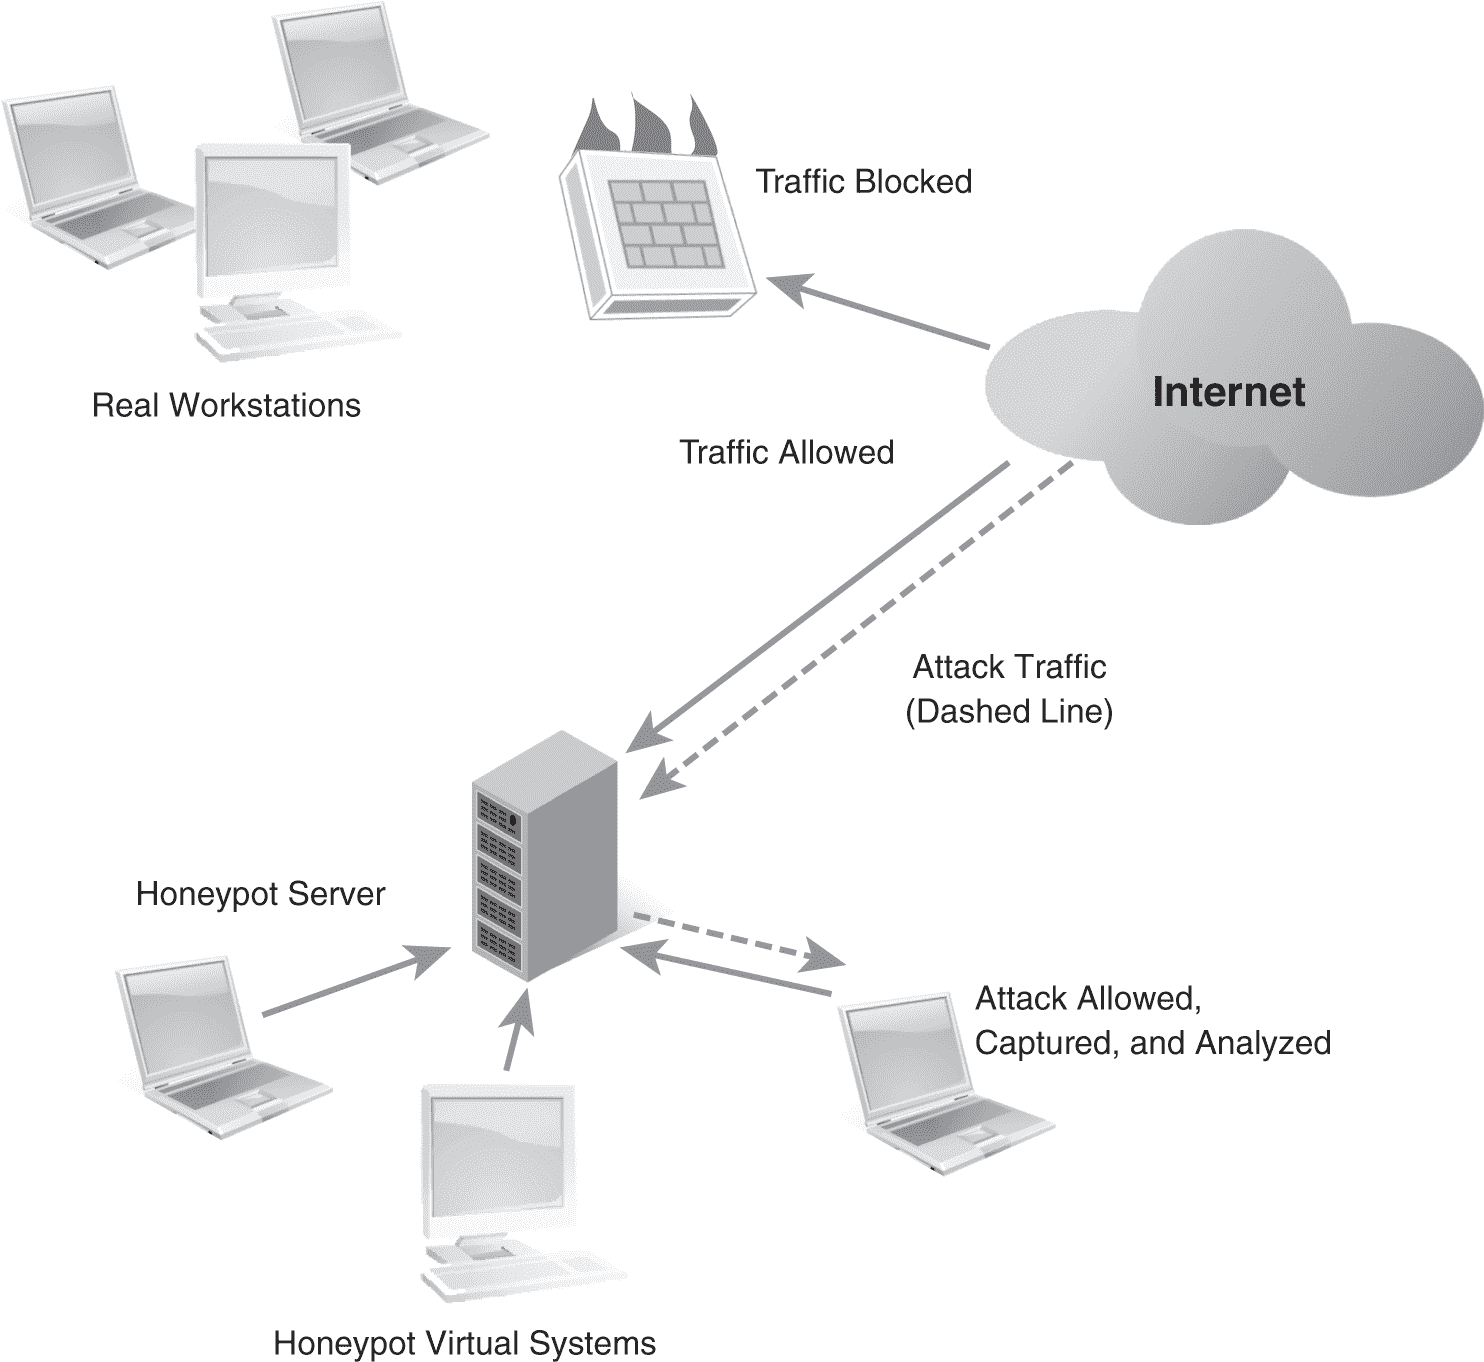 Traffic Blocked
Internet
Real Workstations
Traffic Allowed
Attack Traffic
(Dashed Line)
Honeypot Server
Attack Allowed,
Captured, and Analyzed
Honeypot Virtual Systems